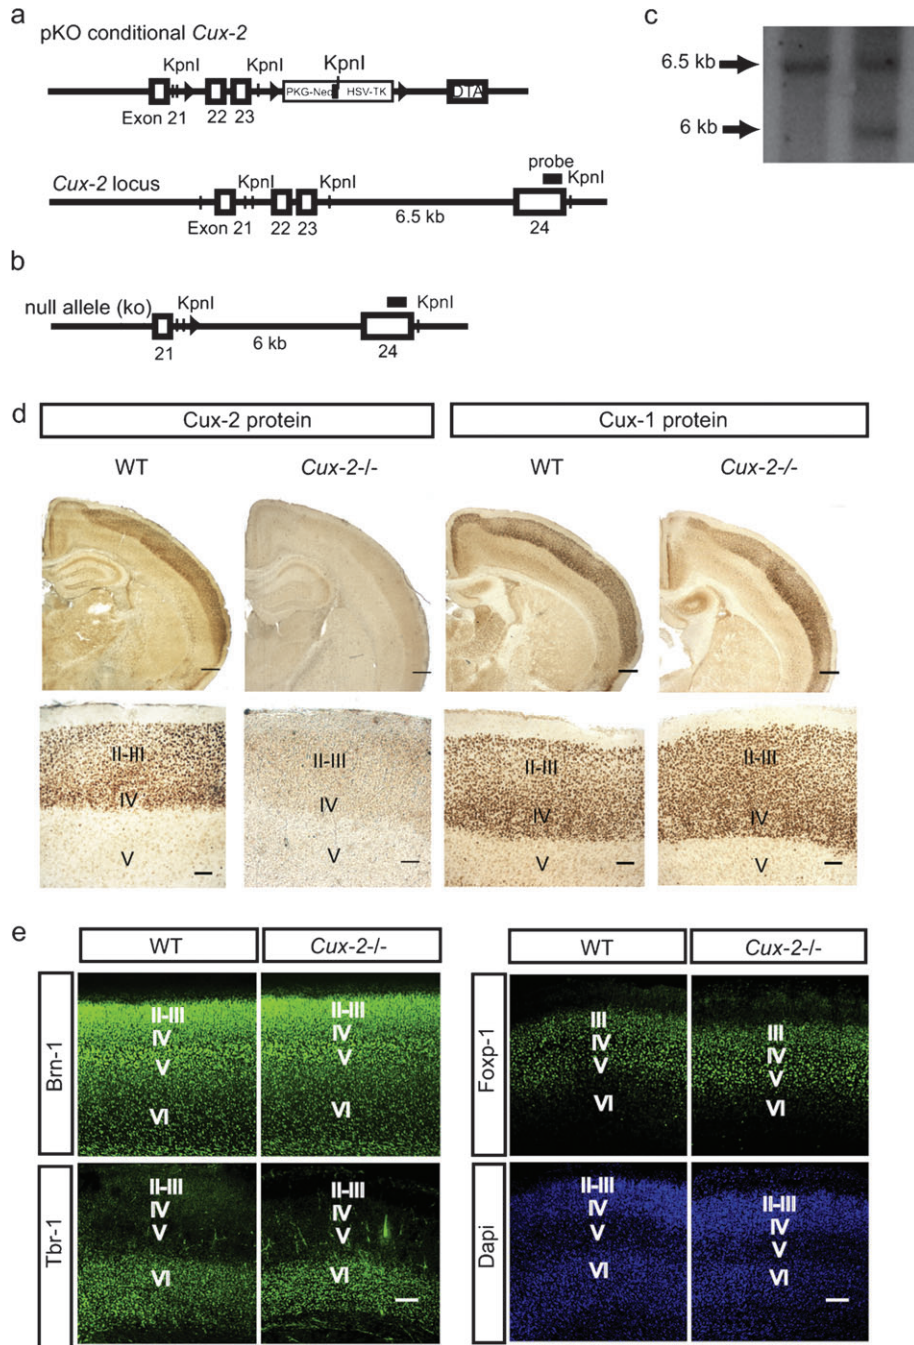 a
pKO conditional Cux-2
KpnI KpnI KpnI
PKG-Neo HSV-TK DTA
Exon 21 22 23
probe
Cux-2 locus KpnI KpnI KpnI
6.5 kb
Exon 21 22 23 24
b
null allele (ko) KpnI KpnI
6 kb
21 24
c
6.5 kb
6 kb
d
Cux-2 protein Cux-1 protein
WT Cux-2-/- WT Cux-2-/-
II-III II-III II-III II-III
IV IV IV IV
V V V V
e
WT Cux-2-/-
Brn-1
II-III II-III
IV IV
V V
VI VI
Tbr-1
II-III II-III
IV IV
V V
VI VI
WT Cux-2-/-
Foxp-1
III III
IV IV
V V
VI VI
Dapi
II-III II-III
IV IV
V V
VI VI